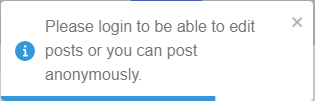 Please login to be able to edit
posts or you can post
anonymously.